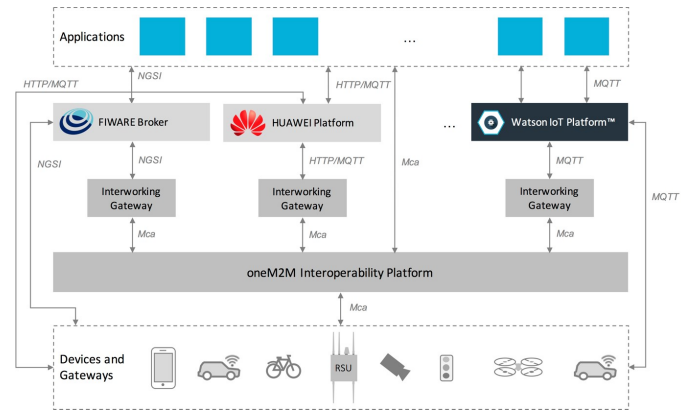 Applications
...
HTTP/MQTT
NGSI
HTTP/MQTT
MQTT
FIWARE Broker
HUAWEI Platform
...
Watson IoT Platform™
NGSI
NGSI
HTTP/MQTT
Mca
MQTT
MQTT
Interworking
Gateway
Interworking
Gateway
Interworking
Gateway
Mca
Mca
Mca
oneM2M Interoperability Platform
Mca
Devices and
Gateways
RSU